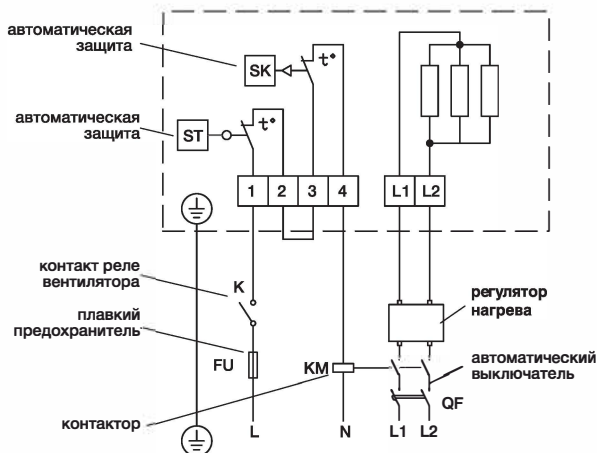 автоматическая
защита
SK
t°
автоматическая
защита
ST
t°
1 2 3 4 L1 L2
контакт реле
вентилятора
K
регулятор
нагрева
плавкий
предохранитель
FU
KM
автоматический
выключатель
QF
контактор
L N L1 L2